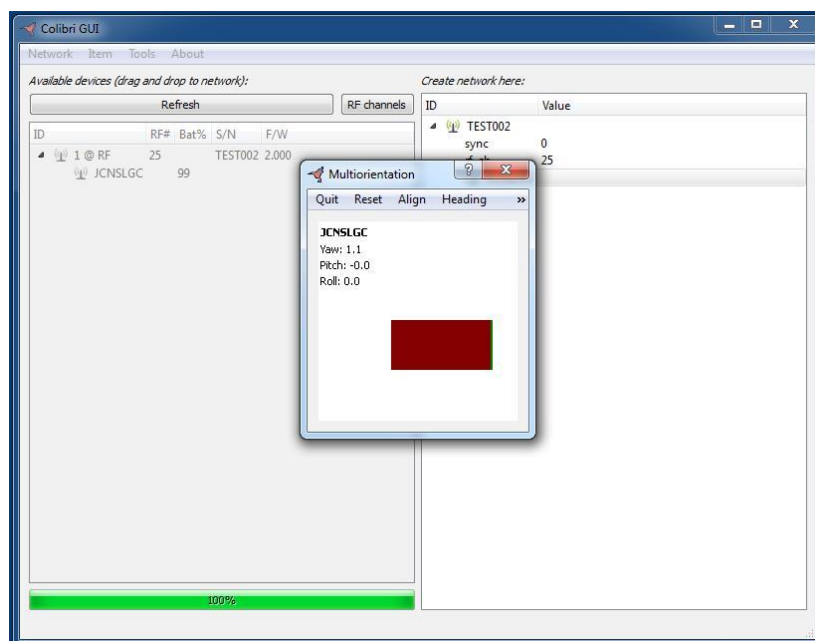 Colibri GUI
Network Item Tools About
Available devices (drag and drop to network):
Refresh RF channels
ID RF# Bat% S/N F/W
1 @ RF 25 TEST002 2.000
JCNSLGC 99
100%
Create network here:
ID Value
TEST002
sync 0
25
Multiorientation
Quit Reset Align Heading »
JCNSLGC
Yaw: 1.1
Pitch: -0.0
Roll: 0.0